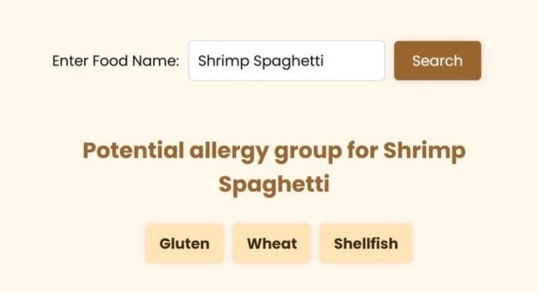 Enter Food Name: Shrimp Spaghetti Search
Potential allergy group for Shrimp
Spaghetti
Gluten Wheat Shellfish